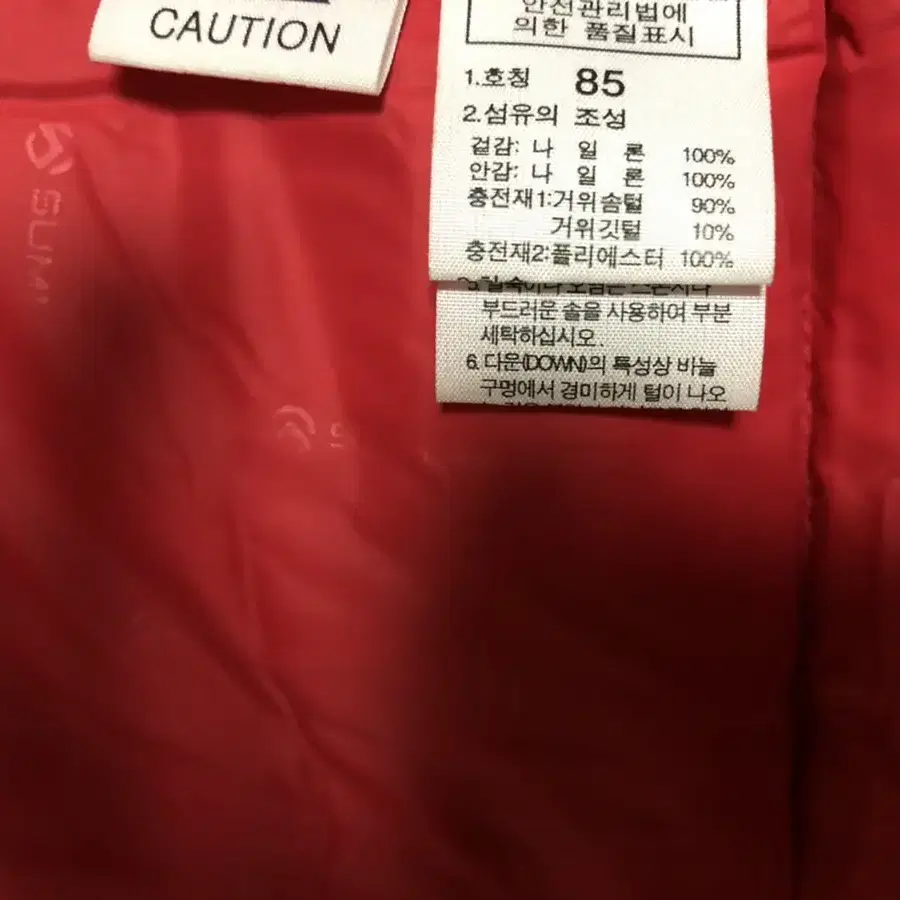 CAUTION
안전관리법에
의한 품질표시
1.호칭 85
2.섬유의 조성
겉감: 나 일 론 100%
안감: 나 일 론 100%
충전재1:거위솜털 90%
거위깃털 10%
충전재2:폴리에스터 100%
부드러운 솔을 사용하여 부분
세탁하십시오.
6. 다운(DOWN)의 특성상 바늘
구멍에서 경미하게 털이 나오
SUM